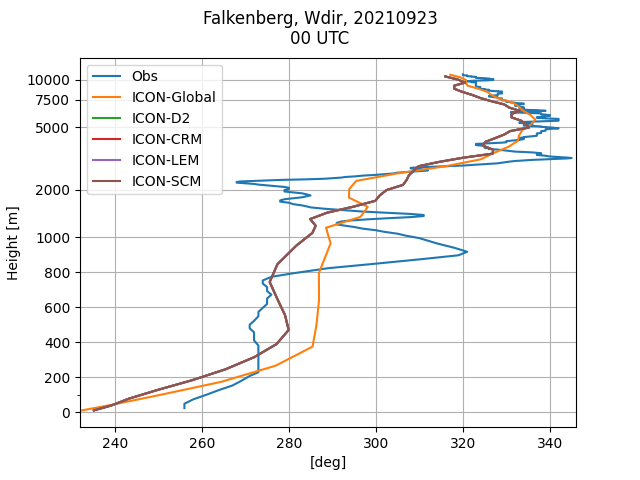 Falkenberg, Wdir, 20210923
00 UTC
Obs
ICON-Global
ICON-D2
ICON-CRM
ICON-LEM
ICON-SCM
10000
7500
5000
2000
1000
800
600
400
200
0
Height [m]
240
260
280
300
320
340
[deg]